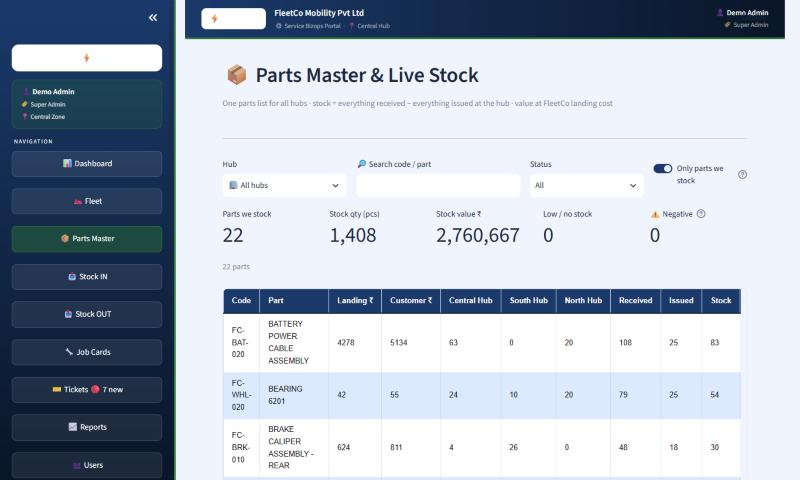 «
Demo Admin
Super Admin
Central Zone
NAVIGATION
Dashboard
Fleet
Parts Master
Stock IN
Stock OUT
Job Cards
Tickets 7 new
Reports
Users
FleetCo Mobility Pvt Ltd
Service Bizops Portal · Central Hub
Demo Admin
Super Admin
Parts Master & Live Stock
One parts list for all hubs · stock = everything received − everything issued at the hub · value at FleetCo landing cost
Hub
All hubs
Search code / part
Status
All
Only parts we stock
Parts we stock
22
Stock qty (pcs)
1,408
Stock value ₹
2,760,667
Low / no stock
0
Negative
0
22 parts
Code Part Landing ₹ Customer ₹ Central Hub South Hub North Hub Received Issued Stock
FC-BAT-020 BATTERY POWER CABLE ASSEMBLY 4278 5134 63 0 20 108 25 83
FC-WHL-020 BEARING 6201 42 55 24 10 20 79 25 54
FC-BRK-010 BRAKE CALIPER ASSEMBLY - REAR 624 811 4 26 0 48 18 30